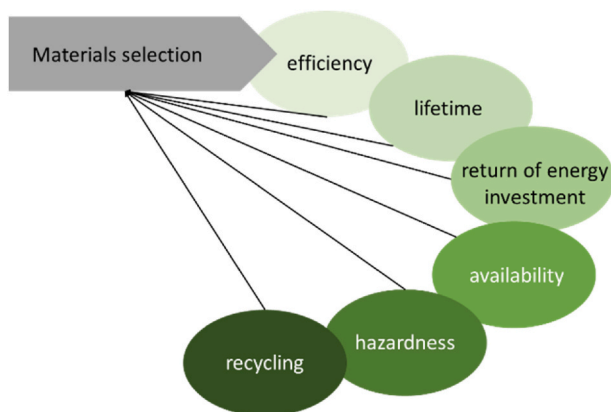 Materials selection
efficiency
lifetime
return of energy
investment
availability
hazardness
recycling